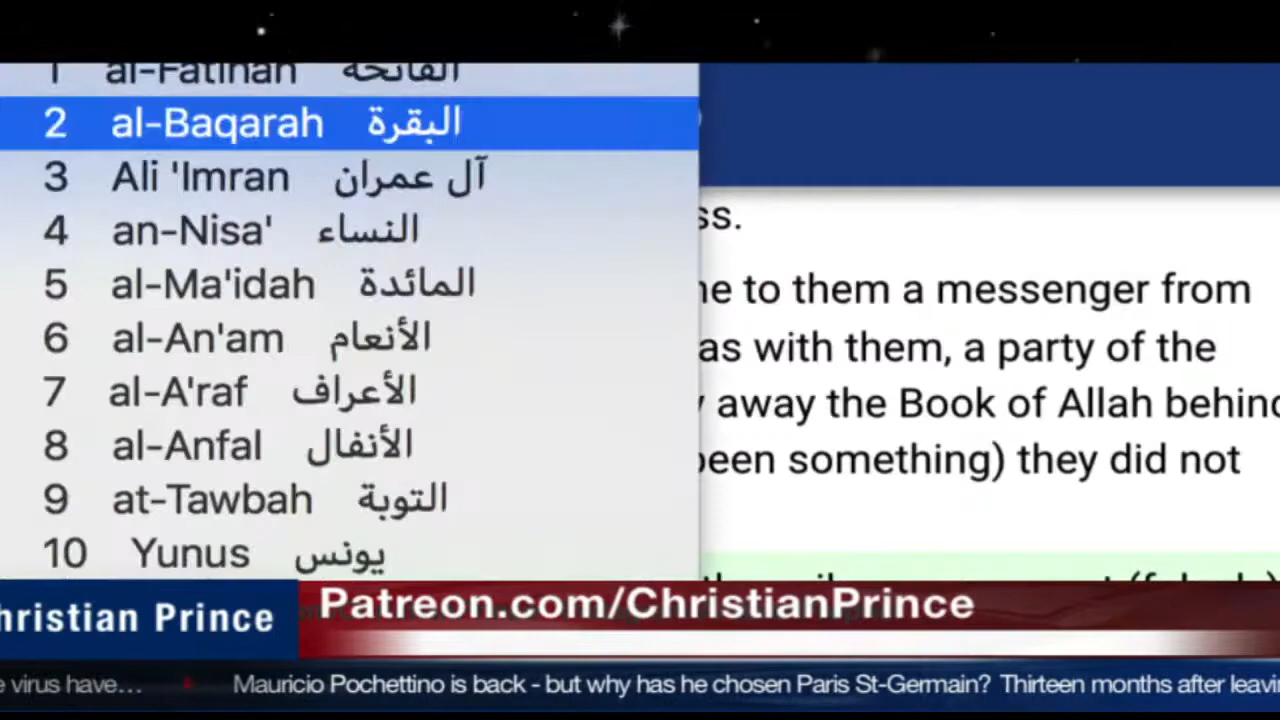 1 al-Fatihah الفاتحة
2 al-Baqarah البقرة
3 Ali 'Imran آل عمران
4 an-Nisa' النساء
5 al-Ma'idah المائدة
6 al-An'am الأنعام
7 al-A'raf الأعراف
8 al-Anfal الأنفال
9 at-Tawbah التوبة
10 Yunus يونس
ss.
to them a messenger from
as with them, a party of the
away the Book of Allah behind
been something) they did not
hristian Prince
Patreon.com/ChristianPrince
e virus have... Mauricio Pochettino is back - but why has he chosen Paris St-Germain? Thirteen months after leavi